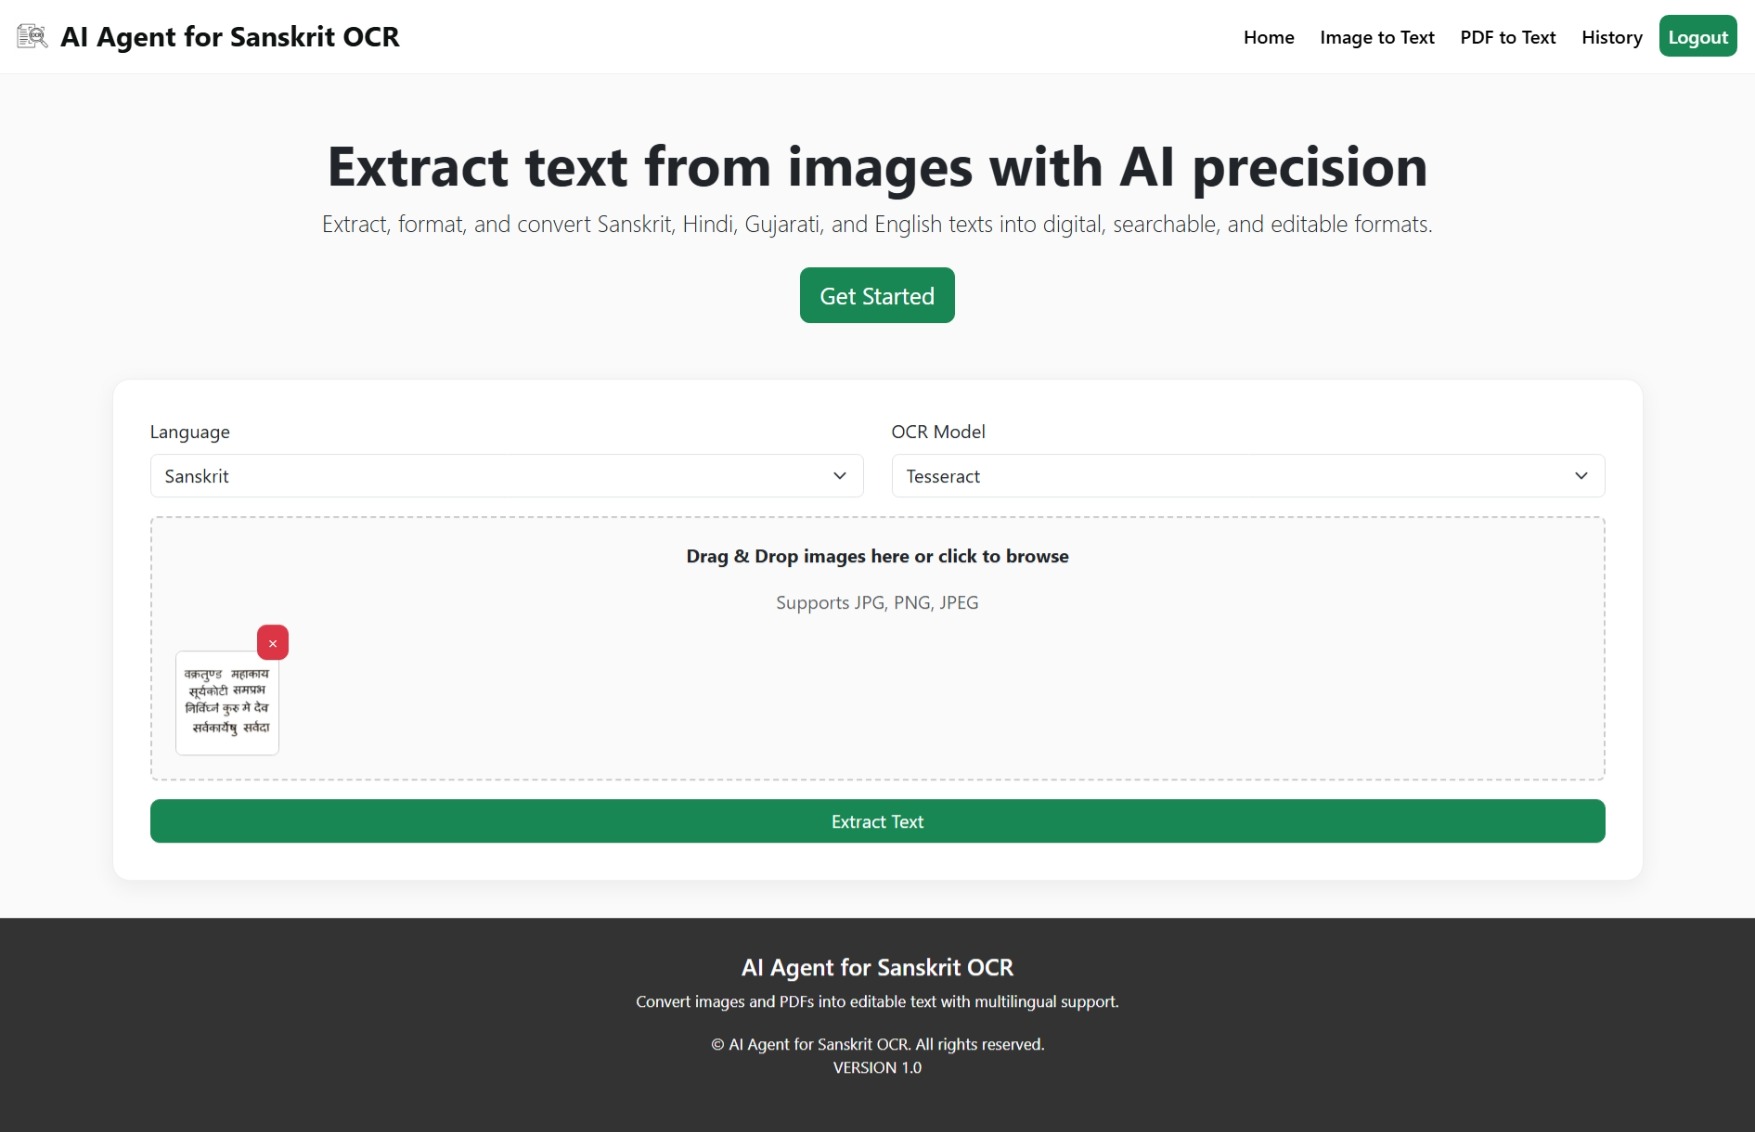 AI Agent for Sanskrit OCR
Home Image to Text PDF to Text History Logout
Extract text from images with AI precision
Extract, format, and convert Sanskrit, Hindi, Gujarati, and English texts into digital, searchable, and editable formats.
Get Started
Language OCR Model
Sanskrit Tesseract
Drag & Drop images here or click to browse
Supports JPG, PNG, JPEG
×
वक्रतुण्ड महाकाय
सूर्यकोटी समप्रभ
निर्विघ्नं कुरु मे देव
सर्वकार्येषु सर्वदा
Extract Text
AI Agent for Sanskrit OCR
Convert images and PDFs into editable text with multilingual support.
© AI Agent for Sanskrit OCR. All rights reserved.
VERSION 1.0